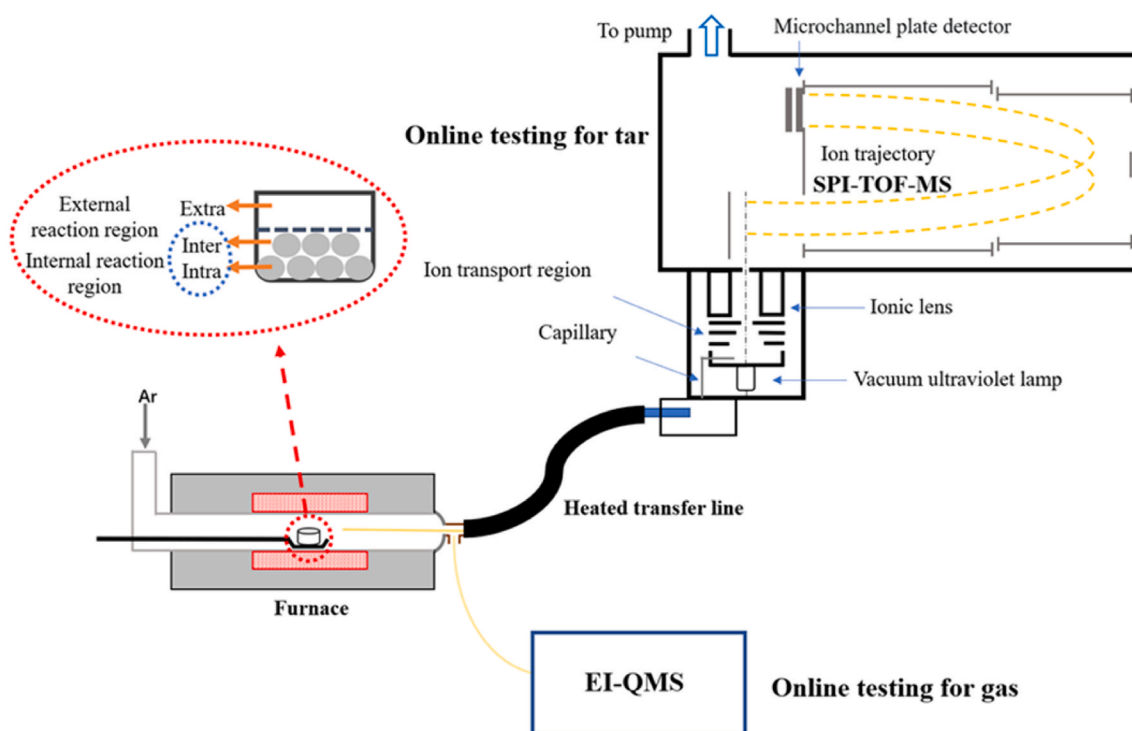 To pump
Microchannel plate detector
Online testing for tar
Ion trajectory
SPI-TOF-MS
External
reaction region
Internal reaction
region
Extra
Inter
Intra
Ion transport region
Ionic lens
Capillary
Vacuum ultraviolet lamp
Ar
Heated transfer line
Furnace
EI-QMS
Online testing for gas